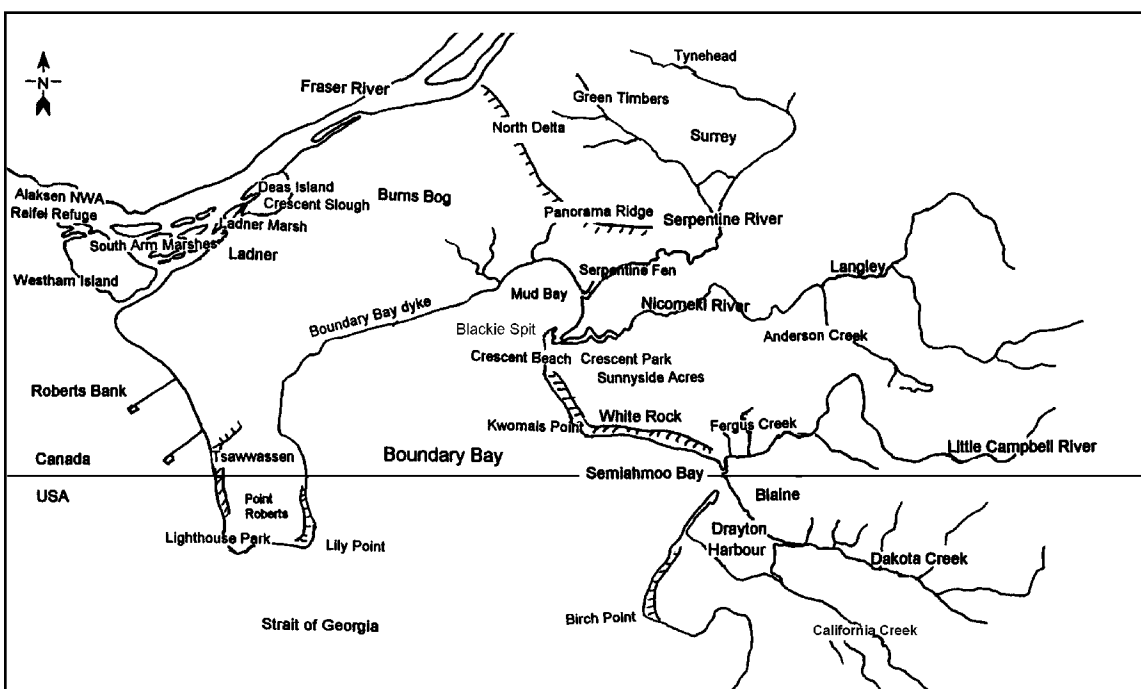 Tynehead
N
Fraser River
Green Timbers
North Delta
Surrey
Alaksen NWA
Deas Island
Crescent Slough
Burns Bog
Reifel Refuge
Ladner Marsh
Panorama Ridge
Serpentine River
South Arm Marshes
Ladner
Westham Island
Serpentine Fen
Langley
Mud Bay
Nicomekl River
Boundary Bay dyke
Blackie Spit
Anderson Creek
Crescent Beach
Crescent Park
Sunnyside Acres
Roberts Bank
White Rock
Kwomais Point
Fergus Creek
Little Campbell River
Tsawwassen
Boundary Bay
Canada
Semiahmoo Bay
USA
Blaine
Point
Roberts
Drayton
Harbour
Lighthouse Park
Lily Point
Dakota Creek
Birch Point
Strait of Georgia
California Creek